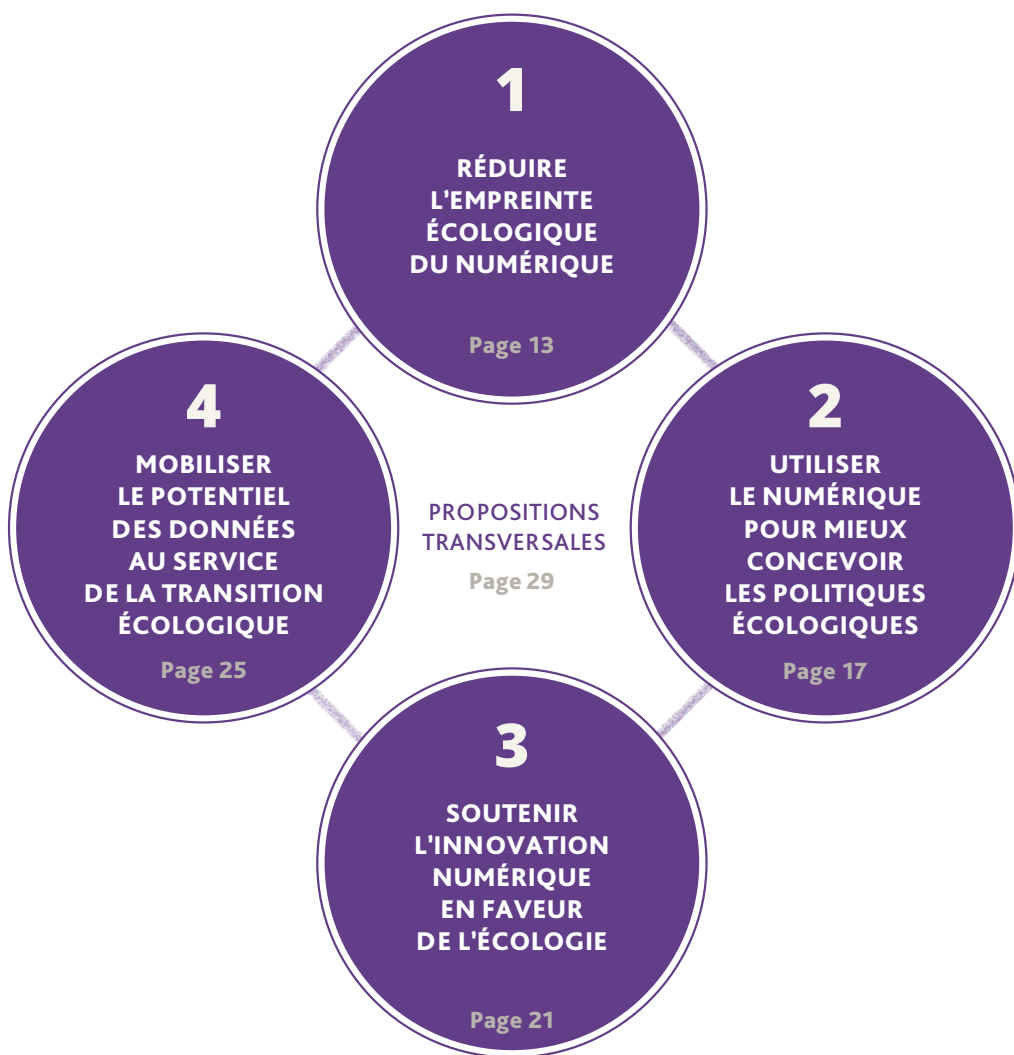 1
RÉDUIRE
L'EMPREINTE
ÉCOLOGIQUE
DU NUMÉRIQUE
Page 13
2
UTILISER
LE NUMÉRIQUE
POUR MIEUX
CONCEVOIR
LES POLITIQUES
ÉCOLOGIQUES
Page 17
3
SOUTENIR
L'INNOVATION
NUMÉRIQUE
EN FAVEUR
DE L'ÉCOLOGIE
Page 21
4
MOBILISER
LE POTENTIEL
DES DONNÉES
AU SERVICE
DE LA TRANSITION
ÉCOLOGIQUE
Page 25
PROPOSITIONS
TRANSVERSALES
Page 29